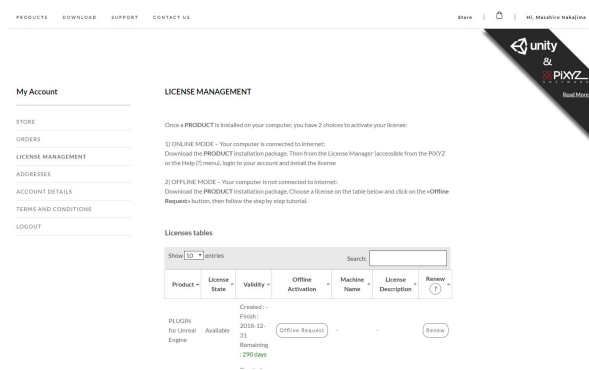 PRODUCTS DOWNLOAD SUPPORT CONTACT US Store | | Hi, Masahiro Nakajima
unity
&
PiXYZ
SOFTWARE
Read More
My Account
STORE
ORDERS
LICENSE MANAGEMENT
ADDRESSES
ACCOUNT DETAILS
TERMS AND CONDITIONS
LOGOUT
LICENSE MANAGEMENT
Once a PRODUCT is installed on your computer, you have 2 choices to activate your license:
1) ONLINE MODE – Your computer is connected to internet:
Download the PRODUCT installation package. Then from the License Manager (accessible from the PiXYZ
or the Help (?) menu), login to your account and install the license
2) OFFLINE MODE – Your computer is not connected to internet:
Download the PRODUCT installation package. Choose a license on the table below and click on the «Offline
Request» button, then follow the step by step tutorial.
Licenses tables
Show 10 entries Search:
Product License State Validity Offline Activation Machine Name License Description Renew ?
PLUGIN
for Unreal
Engine
Available
Created : -
Finish :
2018-12-
31
Remaining
: 290 days
Offline Request
-
-
Renew